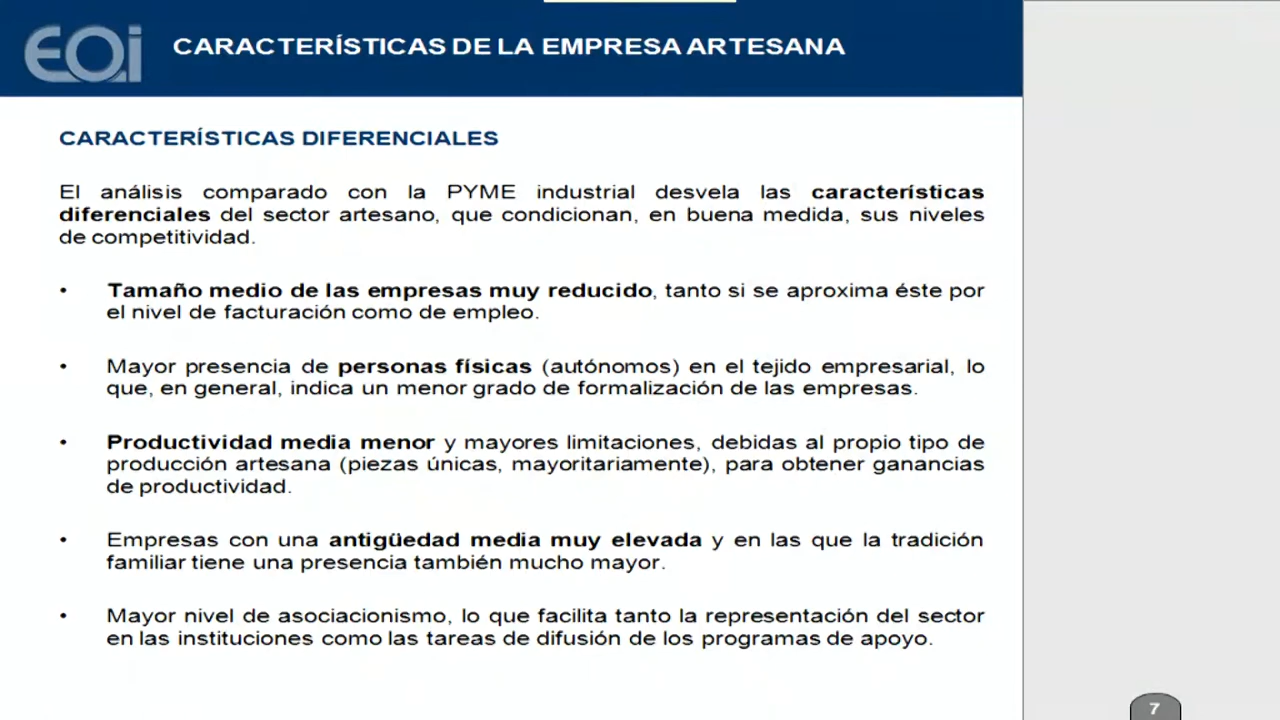 EOi
CARACTERÍSTICAS DE LA EMPRESA ARTESANA
CARACTERÍSTICAS DIFERENCIALES
El análisis comparado con la PYME industrial desvela las características
diferenciales del sector artesano, que condicionan, en buena medida, sus niveles
de competitividad.
• Tamaño medio de las empresas muy reducido, tanto si se aproxima éste por
el nivel de facturación como de empleo.
• Mayor presencia de personas físicas (autónomos) en el tejido empresarial, lo
que, en general, indica un menor grado de formalización de las empresas.
• Productividad media menor y mayores limitaciones, debidas al propio tipo de
producción artesana (piezas únicas, mayoritariamente), para obtener ganancias
de productividad.
• Empresas con una antigüedad media muy elevada y en las que la tradición
familiar tiene una presencia también mucho mayor.
• Mayor nivel de asociacionismo, lo que facilita tanto la representación del sector
en las instituciones como las tareas de difusión de los programas de apoyo.
7